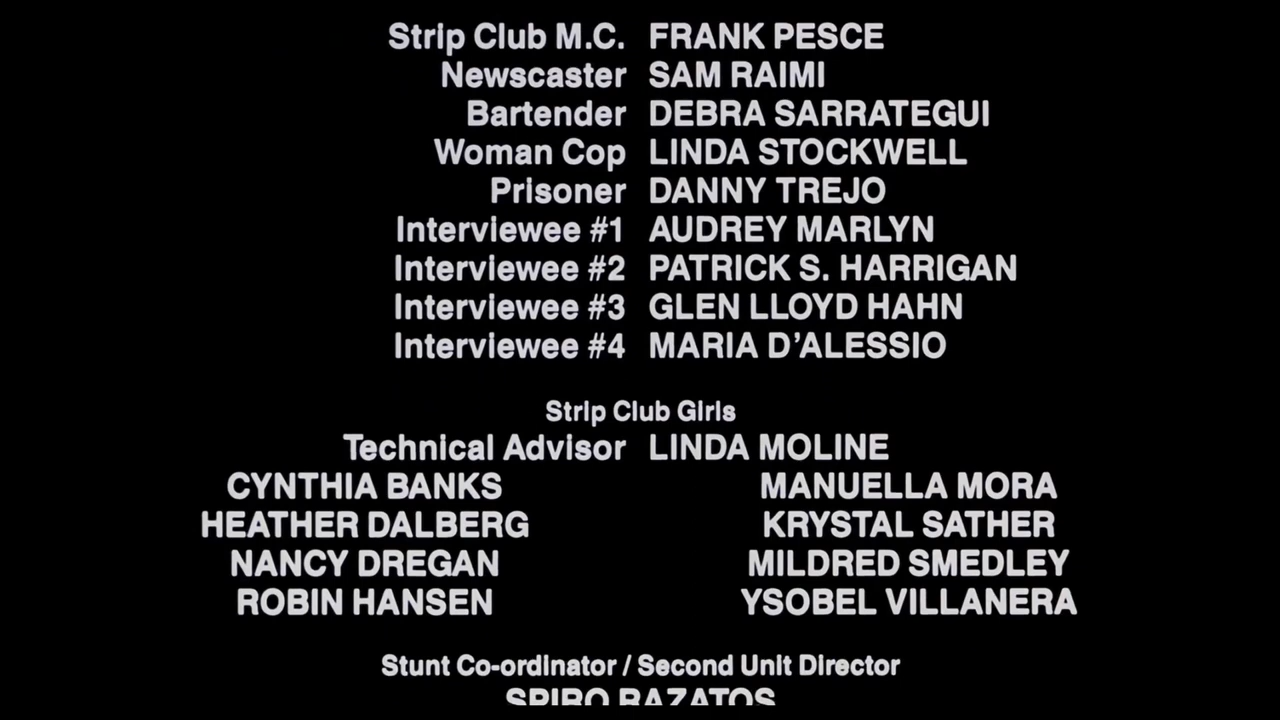 Strip Club M.C. FRANK PESCE
Newscaster SAM RAIMI
Bartender DEBRA SARRATEGUI
Woman Cop LINDA STOCKWELL
Prisoner DANNY TREJO
Interviewee #1 AUDREY MARLYN
Interviewee #2 PATRICK S. HARRIGAN
Interviewee #3 GLEN LLOYD HAHN
Interviewee #4 MARIA D'ALESSIO
Strip Club Girls
Technical Advisor LINDA MOLINE
CYNTHIA BANKS MANUELLA MORA
HEATHER DALBERG KRYSTAL SATHER
NANCY DREGAN MILDRED SMEDLEY
ROBIN HANSEN YSOBEL VILLANERA
Stunt Co-ordinator / Second Unit Director
SPIRO RAZATOS